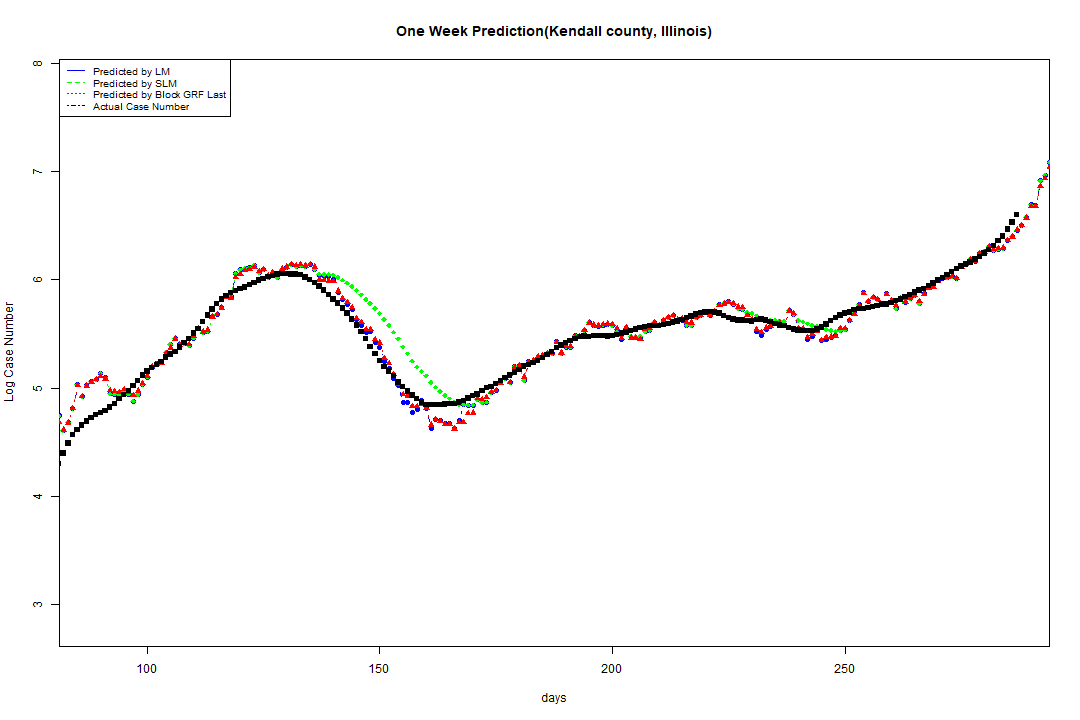 One Week Prediction(Kendall county, Illinois)
Predicted by LM
Predicted by SLM
Predicted by Block GRF Last
Actual Case Number
8
7
6
5
4
3
Log Case Number
100 150 200 250
days